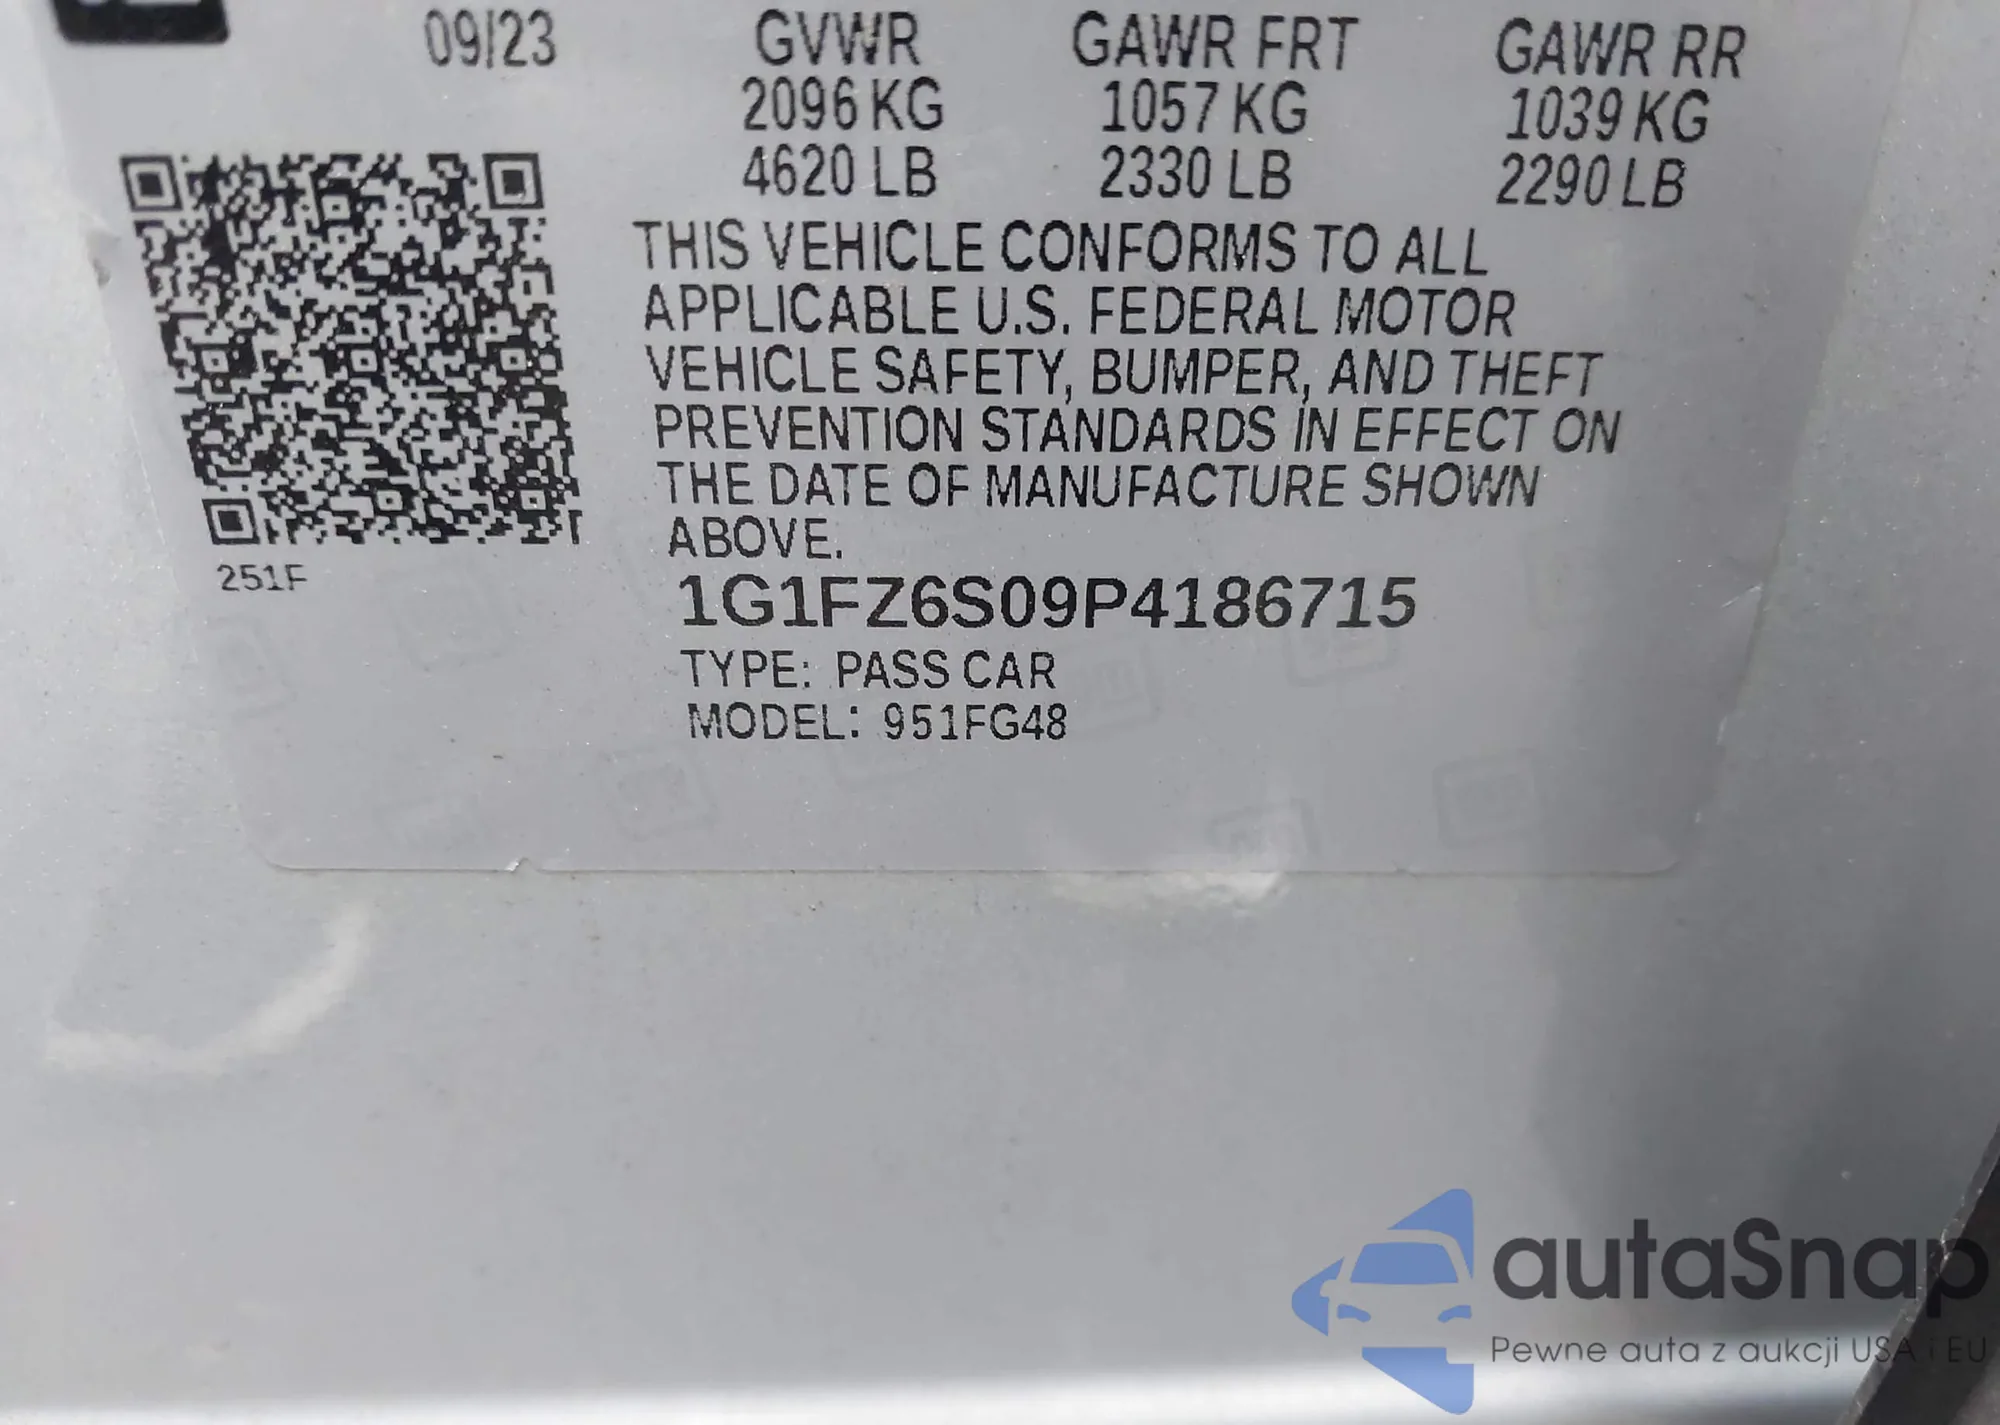 09/23 GVWR GAWR FRT GAWR RR
2096 KG 1057 KG 1039 KG
4620 LB 2330 LB 2290 LB
THIS VEHICLE CONFORMS TO ALL
APPLICABLE U.S. FEDERAL MOTOR
VEHICLE SAFETY, BUMPER, AND THEFT
PREVENTION STANDARDS IN EFFECT ON
THE DATE OF MANUFACTURE SHOWN
ABOVE.
251F
1G1FZ6S09P4186715
TYPE: PASS CAR
MODEL: 951FG48
autaSnap
Pewne auta z aukcji USA i EU